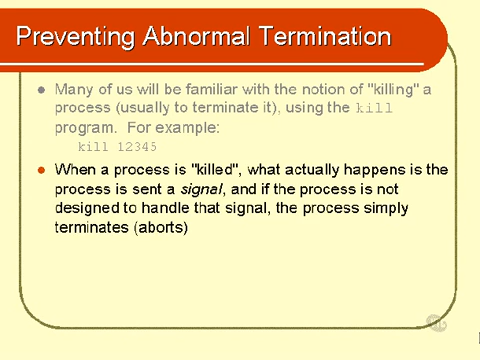 Preventing Abnormal Termination
Many of us will be familiar with the notion of "killing" a
process (usually to terminate it), using the kill
program. For example:
kill 12345
When a process is "killed", what actually happens is the
process is sent a signal, and if the process is not
designed to handle that signal, the process simply
terminates (aborts)